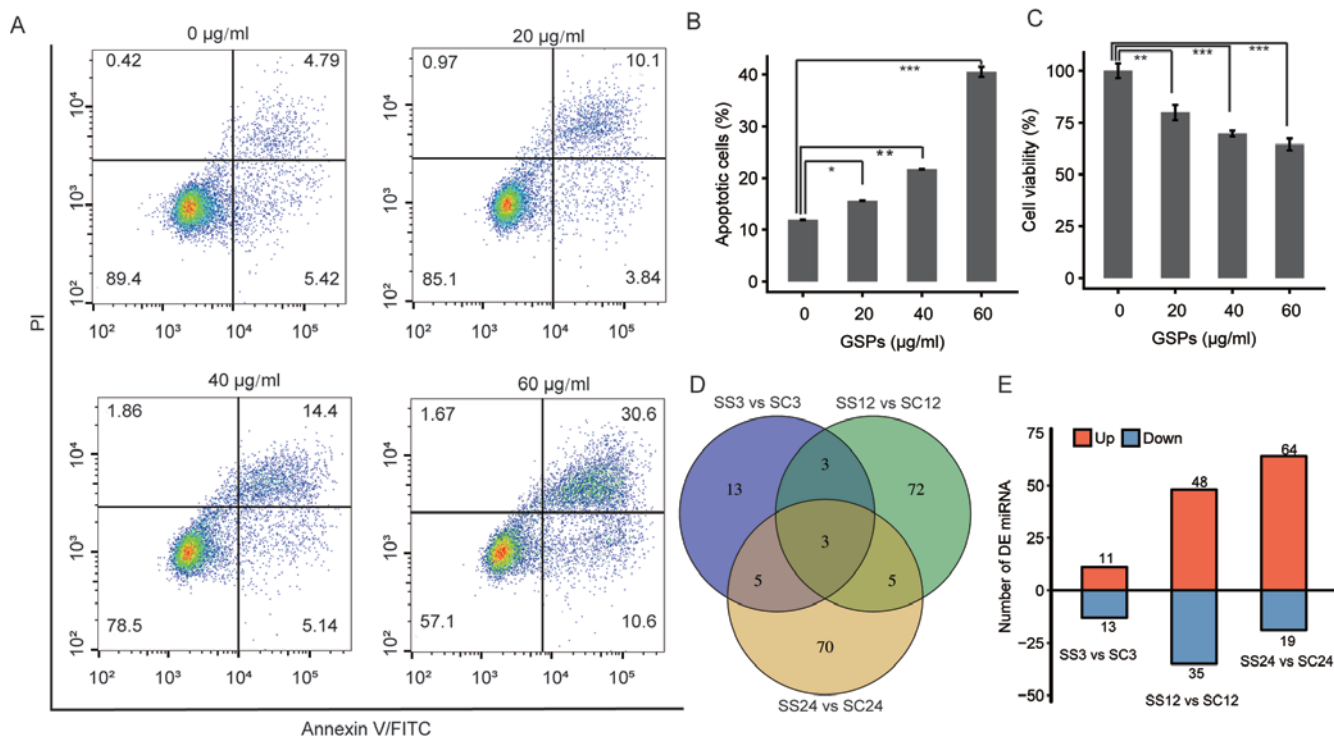 A
0 µg/ml
0.42 4.79
10⁴
10³
10²
89.4 5.42
10² 10³ 10⁴ 10⁵
20 µg/ml
0.97 10.1
10⁴
10³
10²
85.1 3.84
10² 10³ 10⁴ 10⁵
40 µg/ml
1.86 14.4
10⁴
10³
10²
78.5 5.14
10² 10³ 10⁴ 10⁵
60 µg/ml
1.67 30.6
10⁴
10³
10²
57.1 10.6
10² 10³ 10⁴ 10⁵
PI
Annexin V/FITC
B
Apoptotic cells (%)
40
30
20
10
0
***
**
*
0 20 40 60
GSPs (µg/ml)
C
Cell viability (%)
100
75
50
25
0
** *** ***
0 20 40 60
GSPs (µg/ml)
D
SS3 vs SC3 SS12 vs SC12
3
13 72
3
5 5
70
SS24 vs SC24
E
Number of DE miRNA
75
50
25
0
−25
−50
Up Down
11 48 64
13 35 19
SS3 vs SC3
SS12 vs SC12
SS24 vs SC24